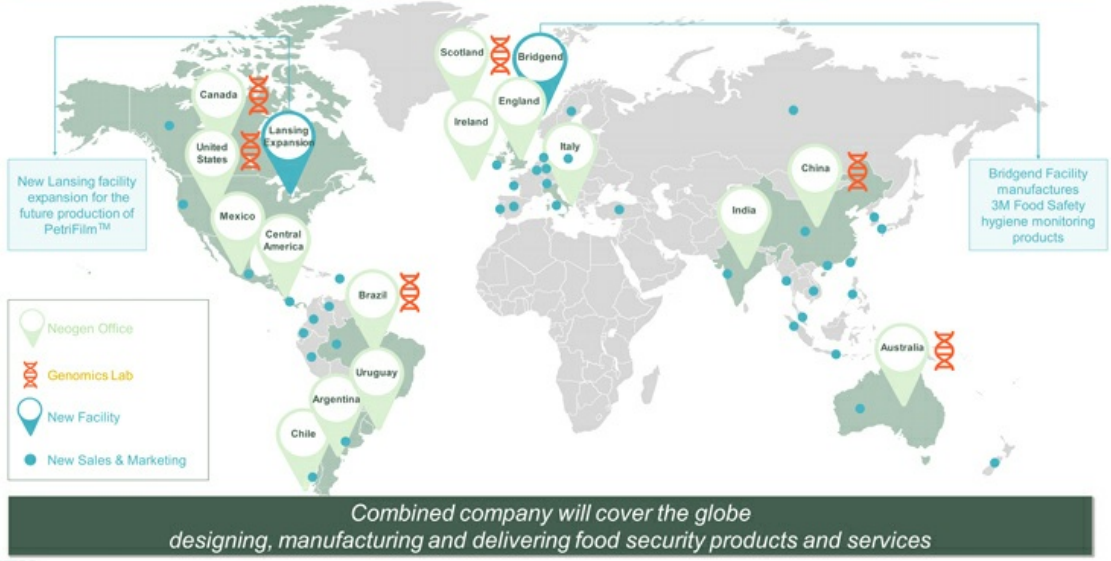 Scotland
Bridgend
Canada
England
Ireland
Lansing
Expansion
United
States
Italy
China
New Lansing facility
expansion for the
future production of
PetriFilm™
Bridgend Facility
manufactures
3M Food Safety
hygiene monitoring
products
Mexico
India
Central
America
Brazil
Australia
Uruguay
Argentina
Chile
Neogen Office
Genomics Lab
New Facility
New Sales & Marketing
Combined company will cover the globe
designing, manufacturing and delivering food security products and services